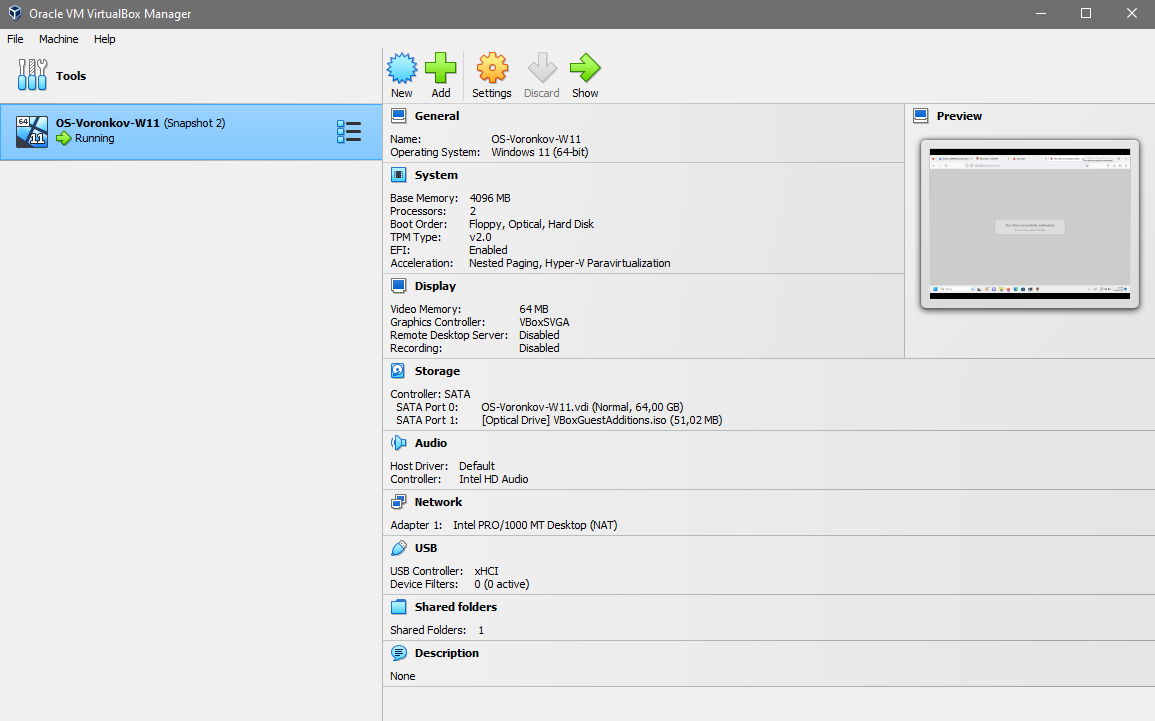 Oracle VM VirtualBox Manager
File Machine Help
Tools
New Add Settings Discard Show
64
11
OS-Voronkov-W11 (Snapshot 2)
Running
General
Name: OS-Voronkov-W11
Operating System: Windows 11 (64-bit)
Preview
System
Base Memory: 4096 MB
Processors: 2
Boot Order: Floppy, Optical, Hard Disk
TPM Type: v2.0
EFI: Enabled
Acceleration: Nested Paging, Hyper-V Paravirtualization
Display
Video Memory: 64 MB
Graphics Controller: VBoxSVGA
Remote Desktop Server: Disabled
Recording: Disabled
Storage
Controller: SATA
SATA Port 0: OS-Voronkov-W11.vdi (Normal, 64,00 GB)
SATA Port 1: [Optical Drive] VBoxGuestAdditions.iso (51,02 MB)
Audio
Host Driver: Default
Controller: Intel HD Audio
Network
Adapter 1: Intel PRO/1000 MT Desktop (NAT)
USB
USB Controller: xHCI
Device Filters: 0 (0 active)
Shared folders
Shared Folders: 1
Description
None